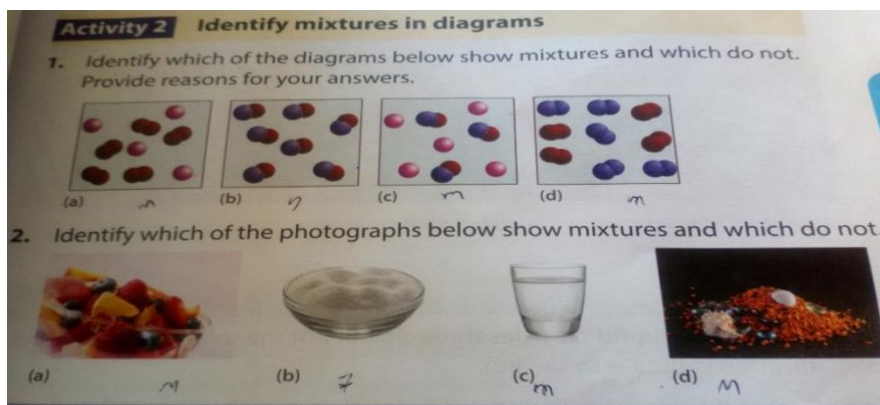 Activity 2 Identify mixtures in diagrams
1. Identify which of the diagrams below show mixtures and which do not.
Provide reasons for your answers.
(a) (b) (c) m (d) m
2. Identify which of the photographs below show mixtures and which do not.
(a) (b) (c) m (d) M